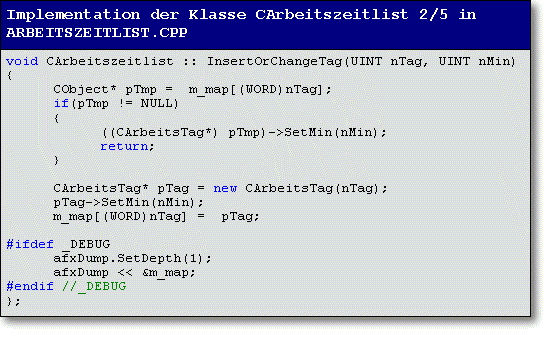 Implementation der Klasse CArbeitszeitlist 2/5 in
ARBEITSZEITLIST.CPP
void CArbeitszeitlist :: InsertOrChangeTag(UINT nTag, UINT nMin)
{
CObject* pTmp =  m_map[(WORD)nTag];
if(pTmp != NULL)
{
((CArbeitsTag*) pTmp)->SetMin(nMin);
return;
}
CArbeitsTag* pTag = new CArbeitsTag(nTag);
pTag->SetMin(nMin);
m_map[(WORD)nTag] =  pTag;
#ifdef _DEBUG
afxDump.SetDepth(1);
afxDump << &m_map;
#endif //_DEBUG
};